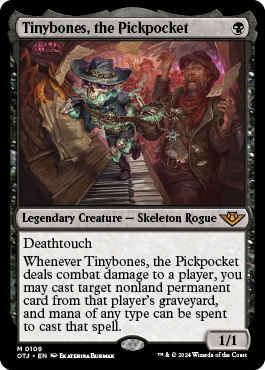 Tinybones, the Pickpocket
Legendary Creature — Skeleton Rogue
Deathtouch
Whenever Tinybones, the Pickpocket
deals combat damage to a player, you
may cast target nonland permanent
card from that player's graveyard,
and mana of any type can be spent
to cast that spell.
1/1
M 0109
OTJ • EN Ekaterina Burmak
™ & © 2024 Wizards of the Coast